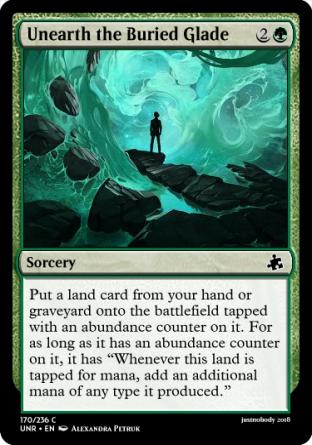 Unearth the Buried Glade 2
Sorcery
Put a land card from your hand or
graveyard onto the battlefield tapped
with an abundance counter on it. For
as long as it has an abundance counter
on it, it has “Whenever this land is
tapped for mana, add an additional
mana of any type it produced.”
170/236 C
UNR • EN Alexandra Petruk
justnobody 2018